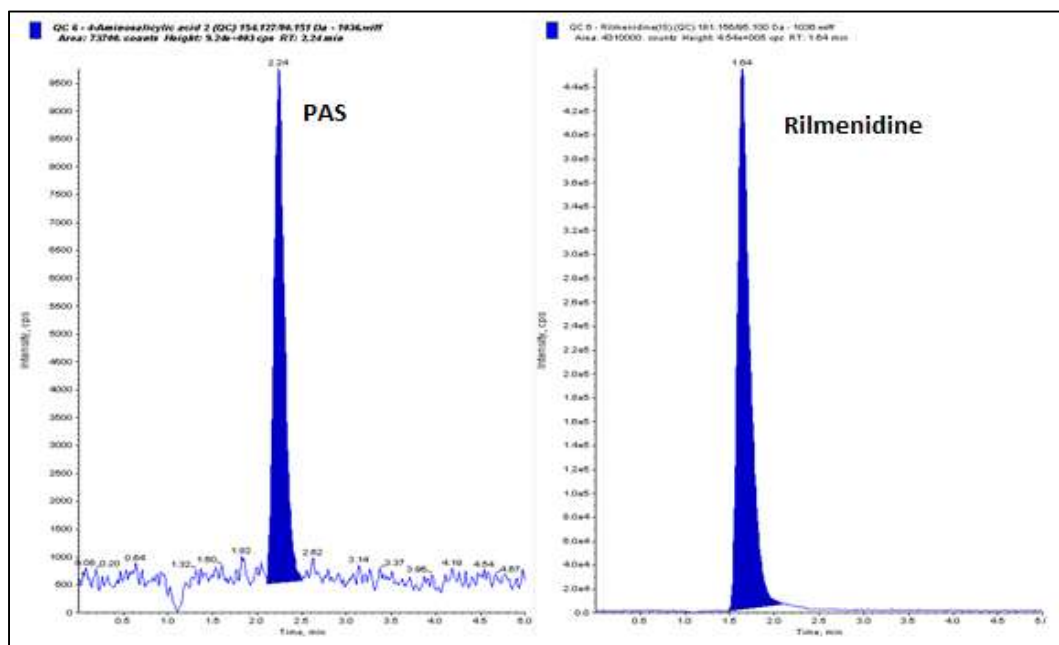 QC 6 - 4-Aminosalicylic acid 2 (QC) 154.127/80.151 Da - 1036.wiff
Area: 73700. counts Height: 9.24e+003 cps RT: 2.24 min
2.24
PAS
9500
9000
8500
8000
7500
7000
6500
6000
5500
5000
4500
4000
3500
3000
2500
2000
1500
1000
500
0
Intensity, cps
0.06 0.20 0.64 1.32 1.60 1.82 2.62 3.14 3.37 3.95 4.19 4.54 4.87
0.5 1.0 1.5 2.0 2.5 3.0 3.5 4.0 4.5 5.0
Time, min
QC 6 - Rilmenidine(IS) (QC) 181.156/95.100 Da - 1036.wiff
Area: 4010000. counts Height: 4.54e+005 cps RT: 1.64 min
1.64
Rilmenidine
4.4e5
4.2e5
4.0e5
3.8e5
3.6e5
3.4e5
3.2e5
3.0e5
2.8e5
2.6e5
2.4e5
2.2e5
2.0e5
1.8e5
1.6e5
1.4e5
1.2e5
1.0e5
8.0e4
6.0e4
4.0e4
2.0e4
0.0
Intensity, cps
0.5 1.0 1.5 2.0 2.5 3.0 3.5 4.0 4.5 5.0
Time, min